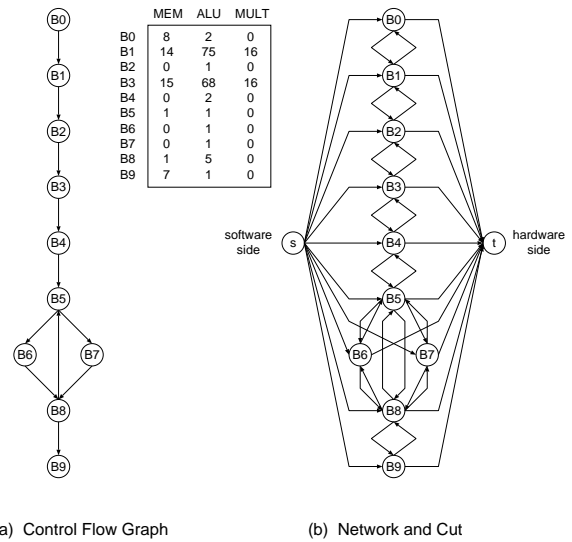 B0
B1
B2
B3
B4
B5
B6
B7
B8
B9
MEM ALU MULT
B0 8 2 0
B1 14 75 16
B2 0 1 0
B3 15 68 16
B4 0 2 0
B5 1 1 0
B6 0 1 0
B7 0 1 0
B8 1 5 0
B9 7 1 0
B0
B1
B2
B3
software side
s
B4
t
hardware side
B5
B6
B7
B8
B9
a) Control Flow Graph
(b) Network and Cut